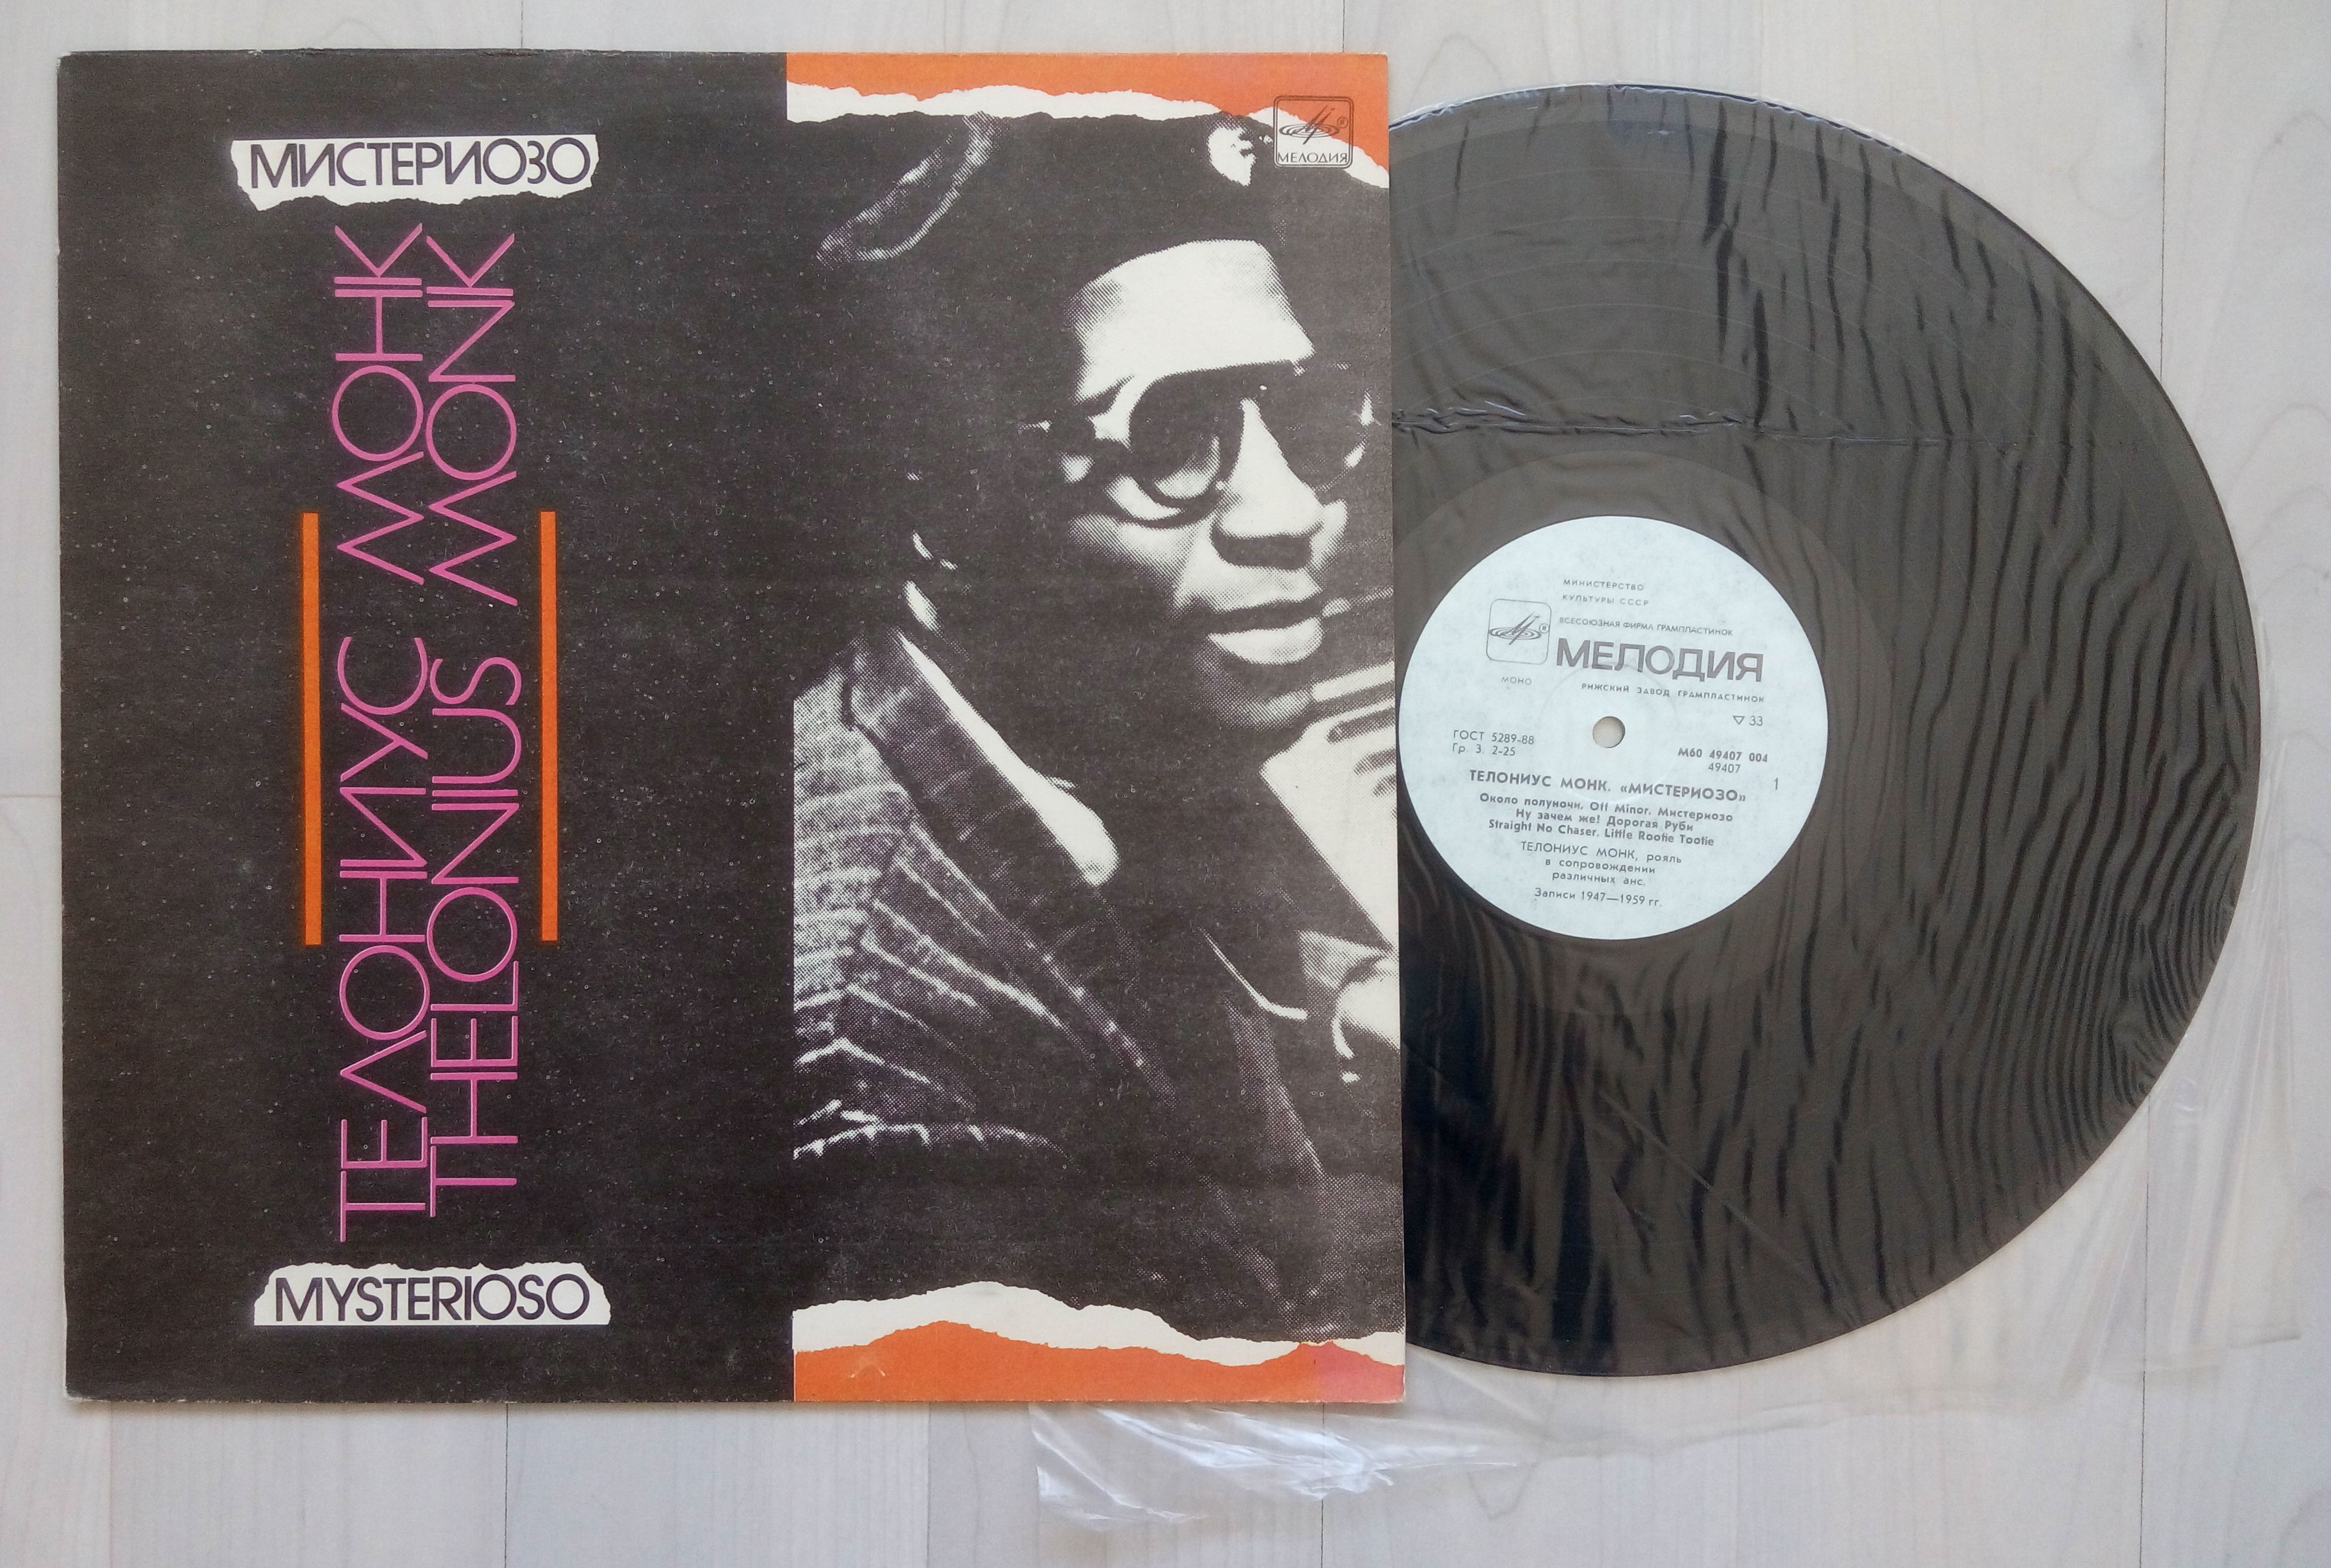 МИСТЕРИОЗО
ТЕЛОНИУС МОНК
THELONIUS MONK
MYSTERIOSO
МЕЛОДИЯ
МИНИСТЕРСТВО
КУЛЬТУРЫ СССР
ВСЕСОЮЗНАЯ ФИРМА ГРАМПЛАСТИНОК
МЕЛОДИЯ
МОНО
РИЖСКИЙ ЗАВОД ГРАМПЛАСТИНОК
▽ 33
ГОСТ 5289-88
Гр. 3. 2-25
М60 49407 004
49407
1
ТЕЛОНИУС МОНК. «МИСТЕРИОЗО»
Около полуночи. Off Minor. Мистериозо
Ну зачем же! Дорогая Руби
Straight No Chaser. Little Rootie Tootie
ТЕЛОНИУС МОНК, рояль
в сопровождении
различных анс.
Записи 1947—1959 гг.